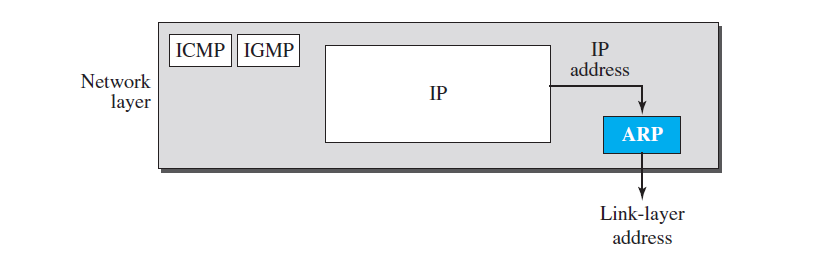 ICMP
IGMP
IP
address
Network
layer
IP
ARP
Link-layer
address